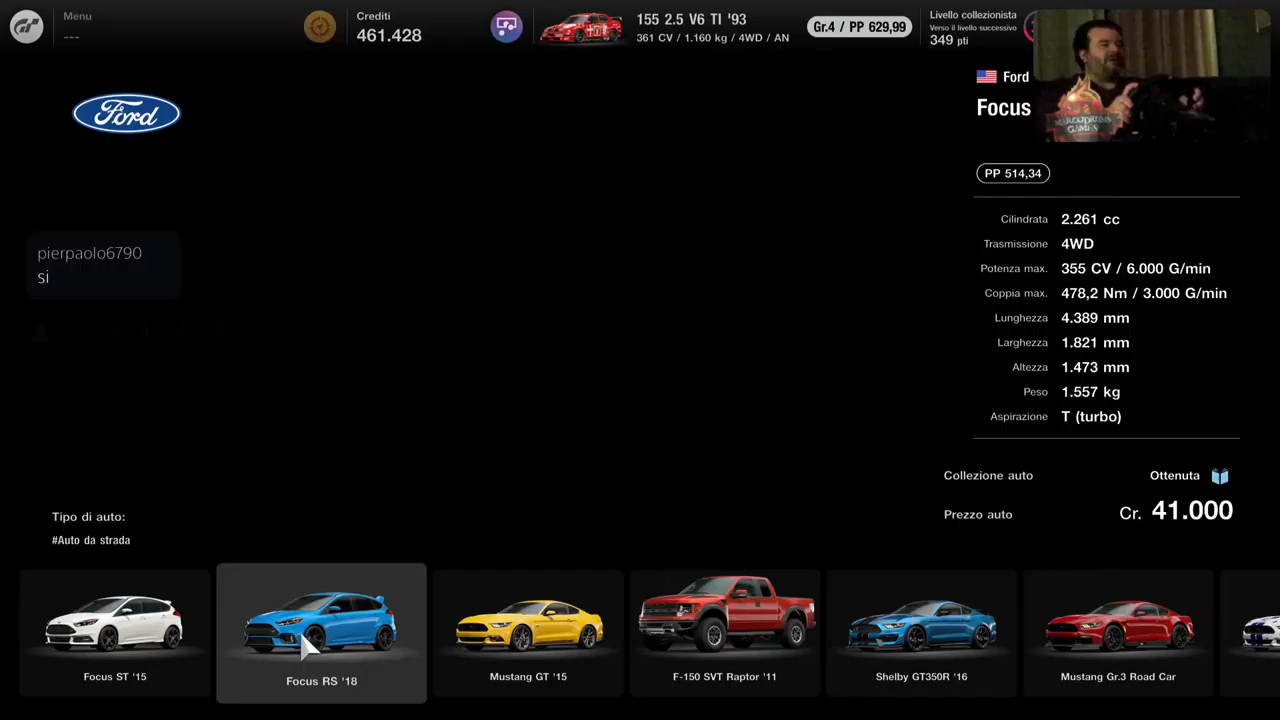 Menu
---
Crediti
461.428
155 2.5 V6 TI '93
361 CV / 1.160 kg / 4WD / AN
Gr.4 / PP 629,99
Livello collezionista
Verso il livello successivo
349 pti
Ford
Ford
Focus
GAMES
PP 514,34
Cilindrata 2.261 cc
Trasmissione 4WD
Potenza max. 355 CV / 6.000 G/min
Coppia max. 478,2 Nm / 3.000 G/min
Lunghezza 4.389 mm
Larghezza 1.821 mm
Altezza 1.473 mm
Peso 1.557 kg
Aspirazione T (turbo)
pierpaolo6790
si
Collezione auto Ottenuta
Prezzo auto Cr. 41.000
Tipo di auto:
#Auto da strada
Focus ST '15
Focus RS '18
Mustang GT '15
F-150 SVT Raptor '11
Shelby GT350R '16
Mustang Gr.3 Road Car